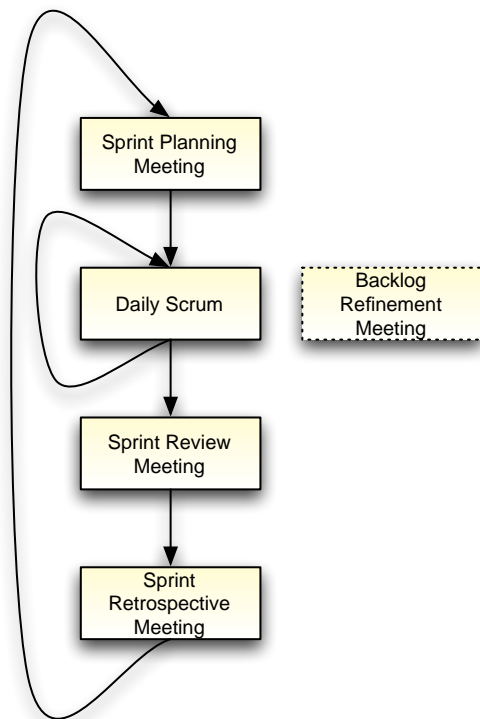 Sprint Planning
Meeting
Daily Scrum
Backlog
Refinement
Meeting
Sprint Review
Meeting
Sprint
Retrospective
Meeting